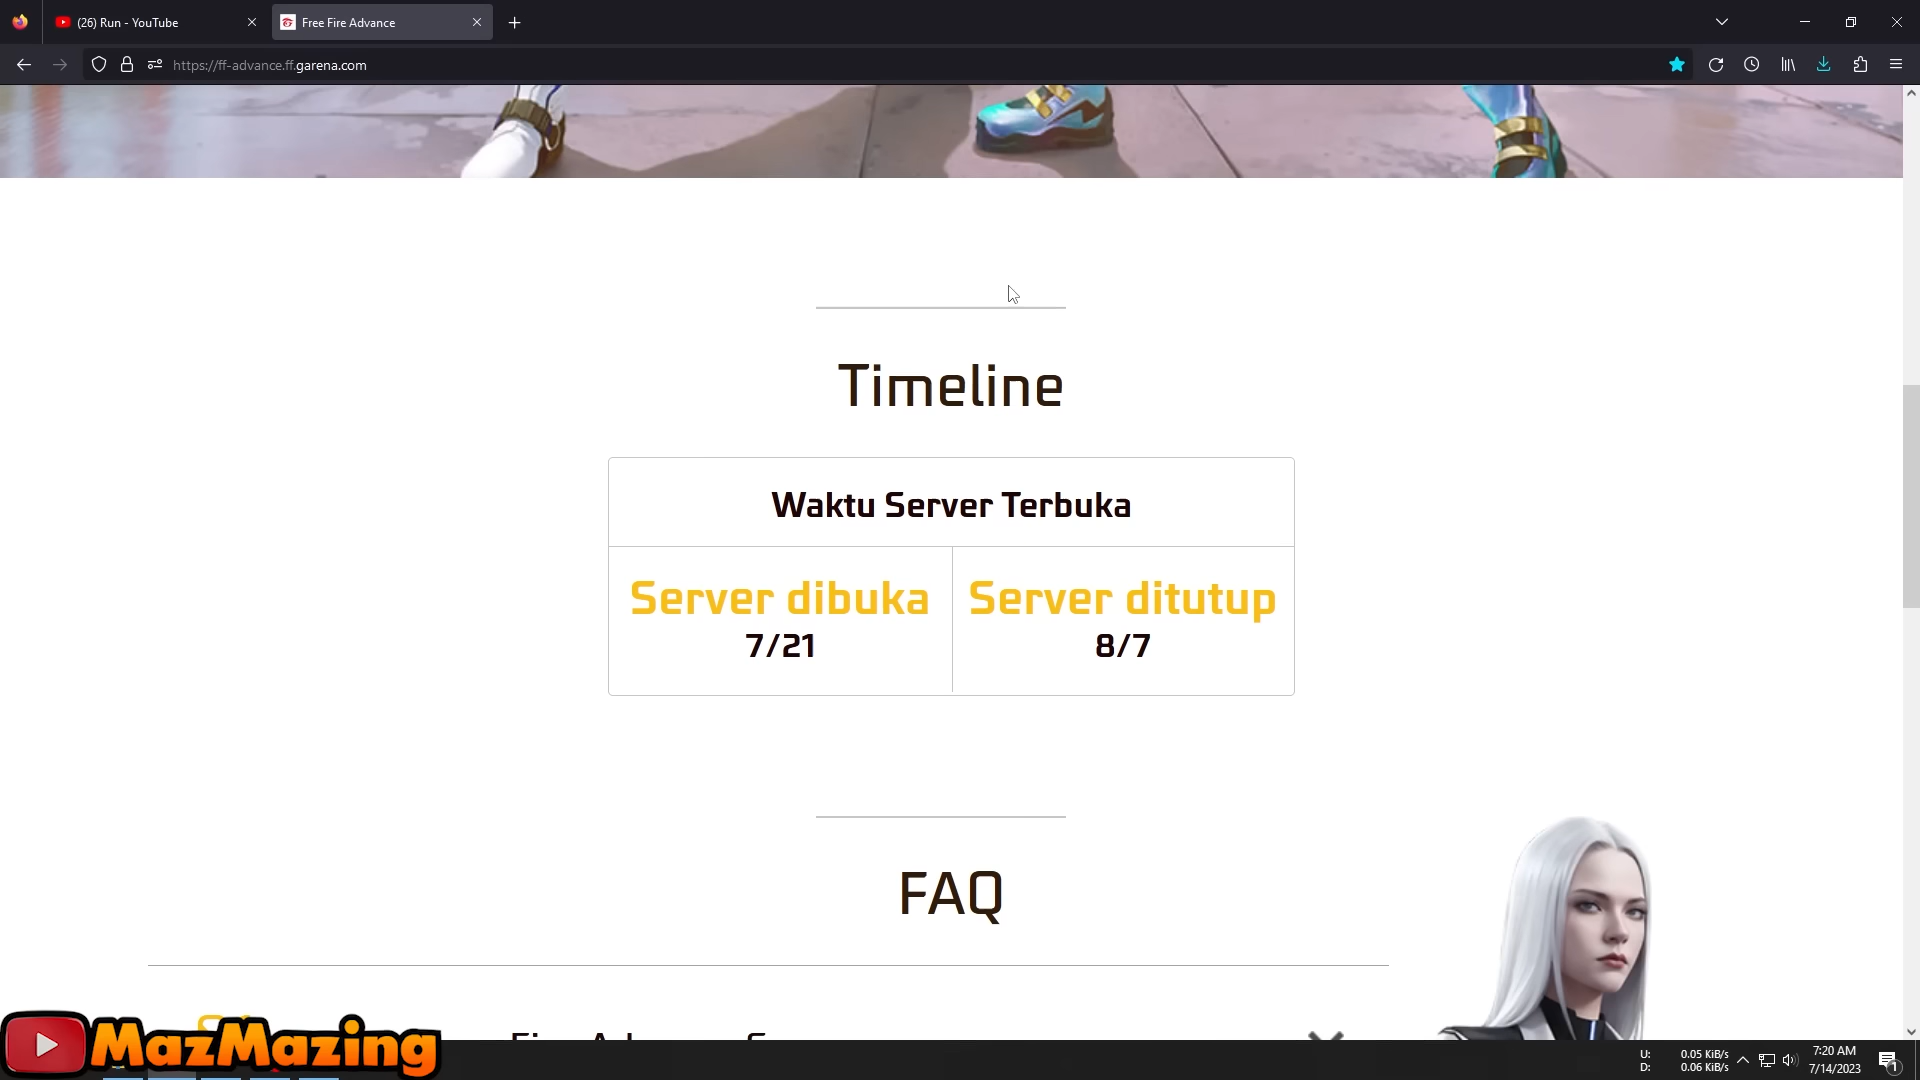 (26) Run - YouTube
Free Fire Advance
https://ff-advance.ff.garena.com
Timeline
Waktu Server Terbuka
Server dibuka
7/21
Server ditutup
8/7
FAQ
MazMazing
U: 0.05 KiB/s
D: 0.06 KiB/s
7:20 AM
7/14/2023
1